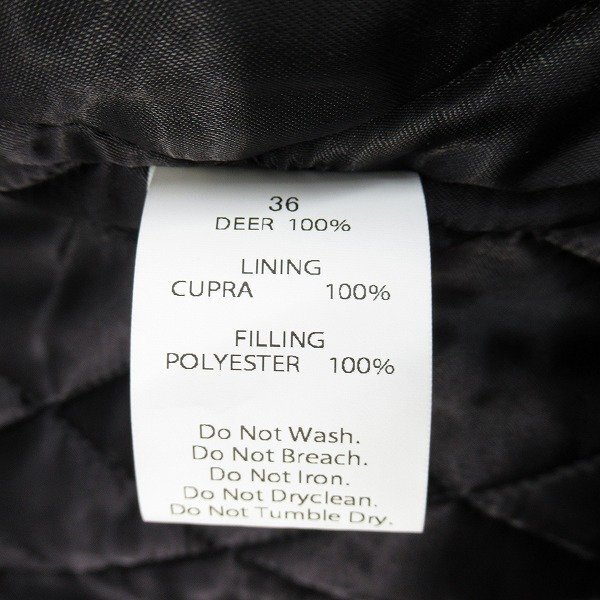 36
DEER 100%
LINING
CUPRA 100%
FILLING
POLYESTER 100%
Do Not Wash.
Do Not Breach.
Do Not Iron.
Do Not Dryclean.
Do Not Tumble Dry.